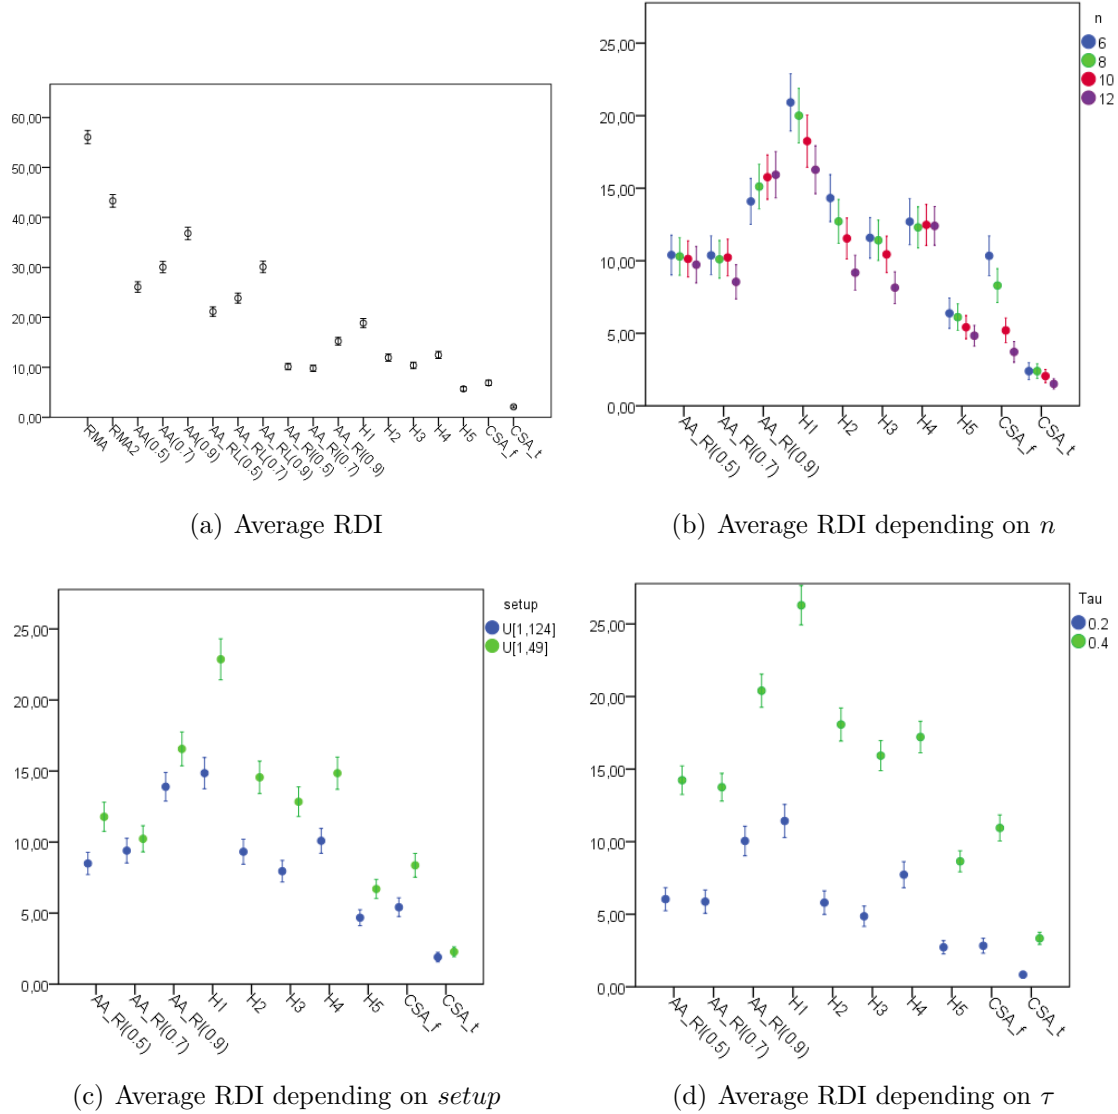 60,00
50,00
40,00
30,00
20,00
10,00
0,00
RMA
RMA2
AA(0.5)
AA(0.7)
AA(0.9)
AA_RL(0.5)
AA_RL(0.7)
AA_RL(0.9)
AA_RI(0.5)
AA_RI(0.7)
AA_RI(0.9)
H1
H2
H3
H4
H5
CSA_f
CSA_t
(a) Average RDI
25,00
20,00
15,00
10,00
5,00
0,00
n
6
8
10
12
AA_RI(0.5)
AA_RI(0.7)
AA_RI(0.9)
H1
H2
H3
H4
H5
CSA_f
CSA_t
(b) Average RDI depending on n
25,00
20,00
15,00
10,00
5,00
0,00
setup
U[1,124]
U[1,49]
AA_RI(0.5)
AA_RI(0.7)
AA_RI(0.9)
H1
H2
H3
H4
H5
CSA_f
CSA_t
(c) Average RDI depending on setup
25,00
20,00
15,00
10,00
5,00
0,00
Tau
0.2
0.4
AA_RI(0.5)
AA_RI(0.7)
AA_RI(0.9)
H1
H2
H3
H4
H5
CSA_f
CSA_t
(d) Average RDI depending on τ